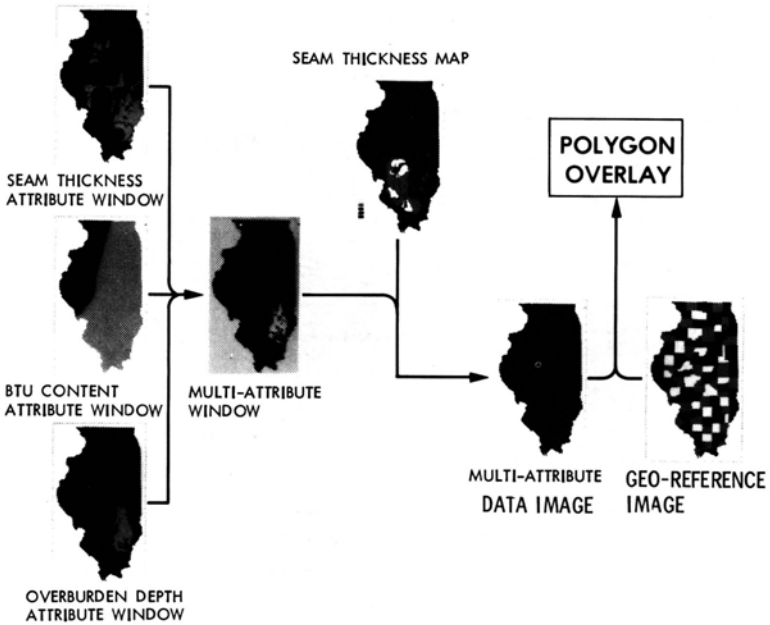 SEAM THICKNESS MAP
POLYGON
OVERLAY
SEAM THICKNESS
ATTRIBUTE WINDOW
BTU CONTENT
ATTRIBUTE WINDOW
MULTI-ATTRIBUTE
WINDOW
MULTI-ATTRIBUTE
DATA IMAGE
GEO-REFERENCE
IMAGE
OVERBURDEN DEPTH
ATTRIBUTE WINDOW